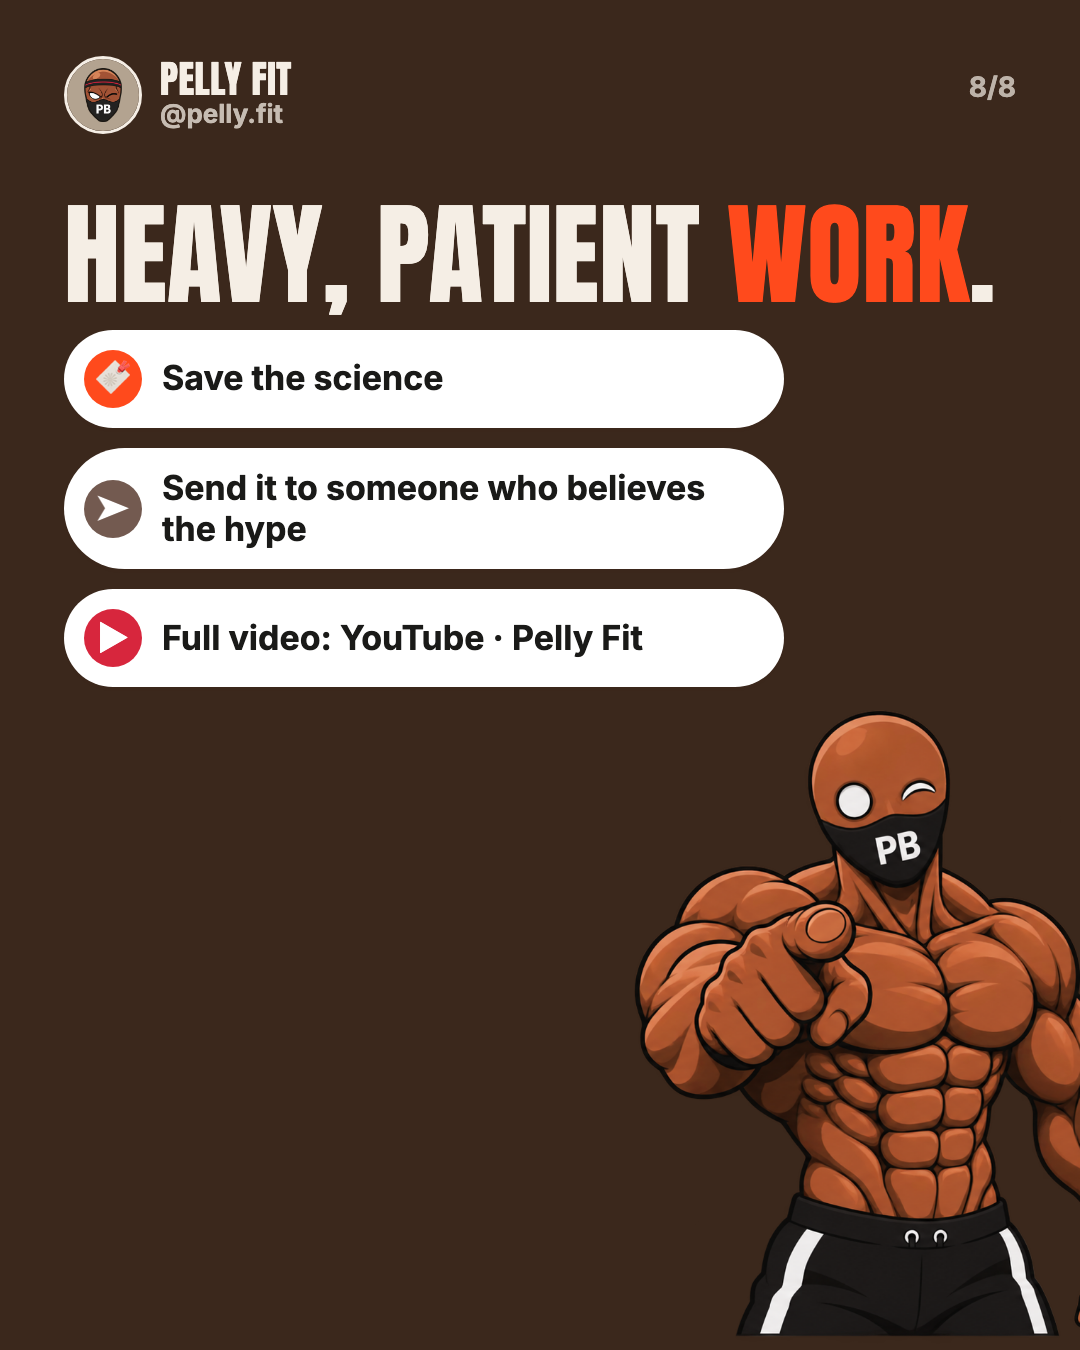 PELLY FIT
@pelly.fit
8/8
HEAVY, PATIENT WORK.
Save the science
Send it to someone who believes
the hype
Full video: YouTube · Pelly Fit
PB
PB